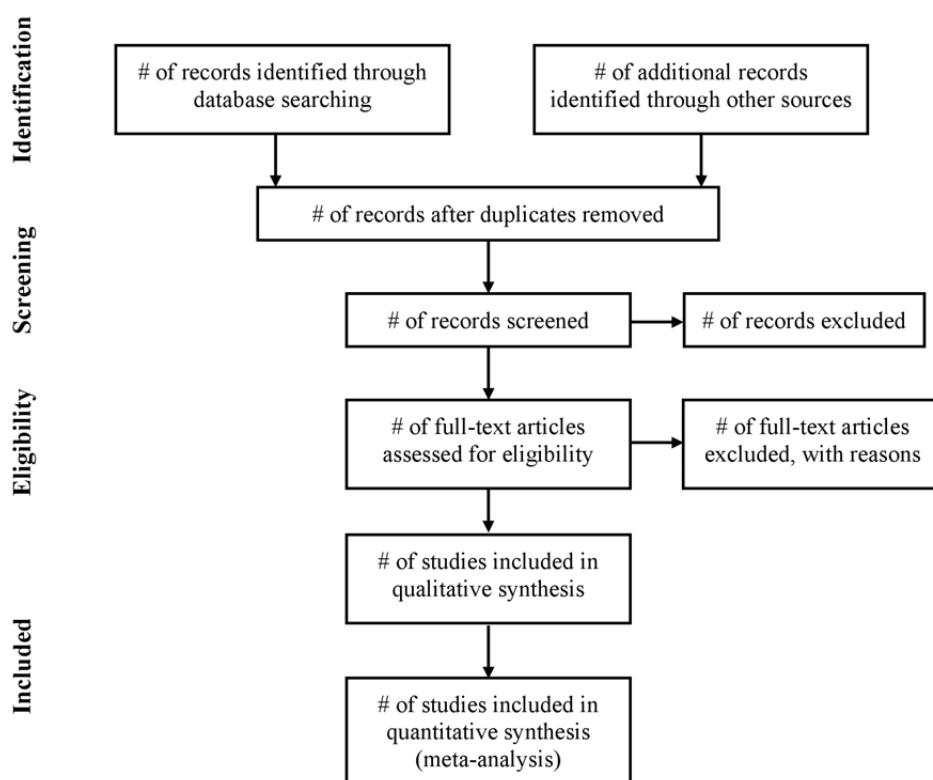 Identification
# of records identified through
database searching
# of additional records
identified through other sources
# of records after duplicates removed
Screening
# of records screened
# of records excluded
Eligibility
# of full-text articles
assessed for eligibility
# of full-text articles
excluded, with reasons
# of studies included in
qualitative synthesis
Included
# of studies included in
quantitative synthesis
(meta-analysis)